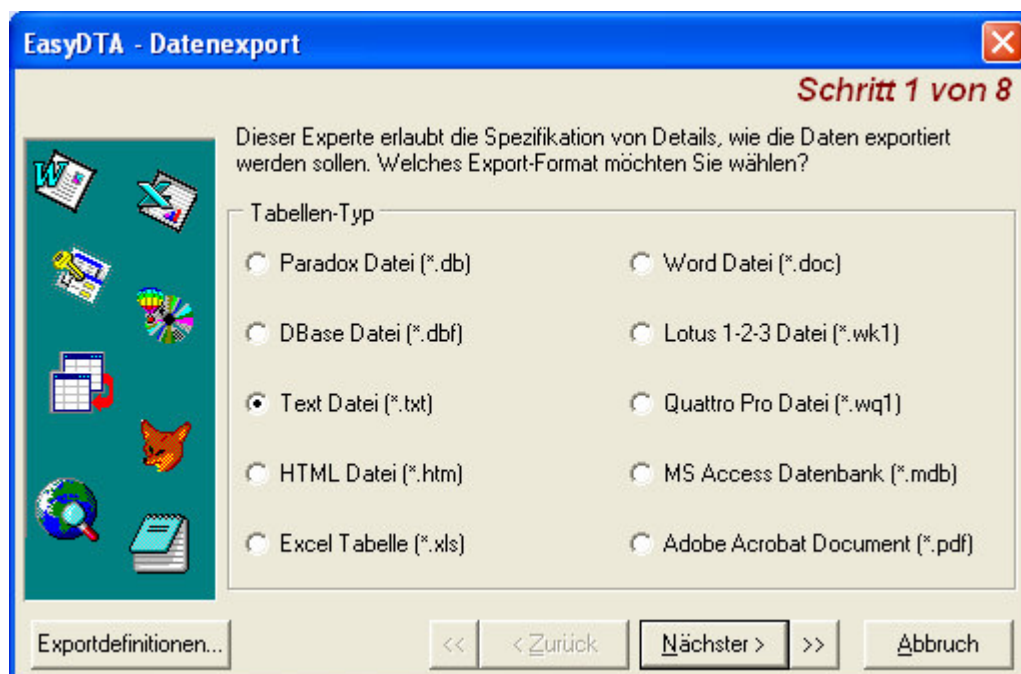 EasyDTA - Datenexport
Schritt 1 von 8
Dieser Experte erlaubt die Spezifikation von Details, wie die Daten exportiert
werden sollen. Welches Export-Format möchten Sie wählen?
Tabellen-Typ
Paradox Datei (*.db)
Word Datei (*.doc)
DBase Datei (*.dbf)
Lotus 1-2-3 Datei (*.wk1)
Text Datei (*.txt)
Quattro Pro Datei (*.wq1)
HTML Datei (*.htm)
MS Access Datenbank (*.mdb)
Excel Tabelle (*.xls)
Adobe Acrobat Document (*.pdf)
Exportdefinitionen... << < Zurück Nächster > >> Abbruch